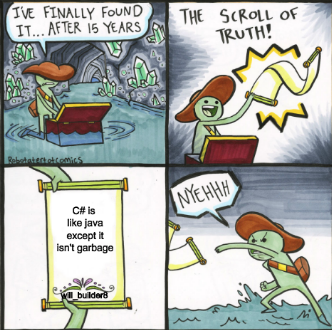 I'VE FINALLY FOUND
IT... AFTER 15 YEARS
RobotatertotComics
THE SCROLL OF
TRUTH!
C# is
like java
except it
isn't garbage
will_builder8
NYEHHH